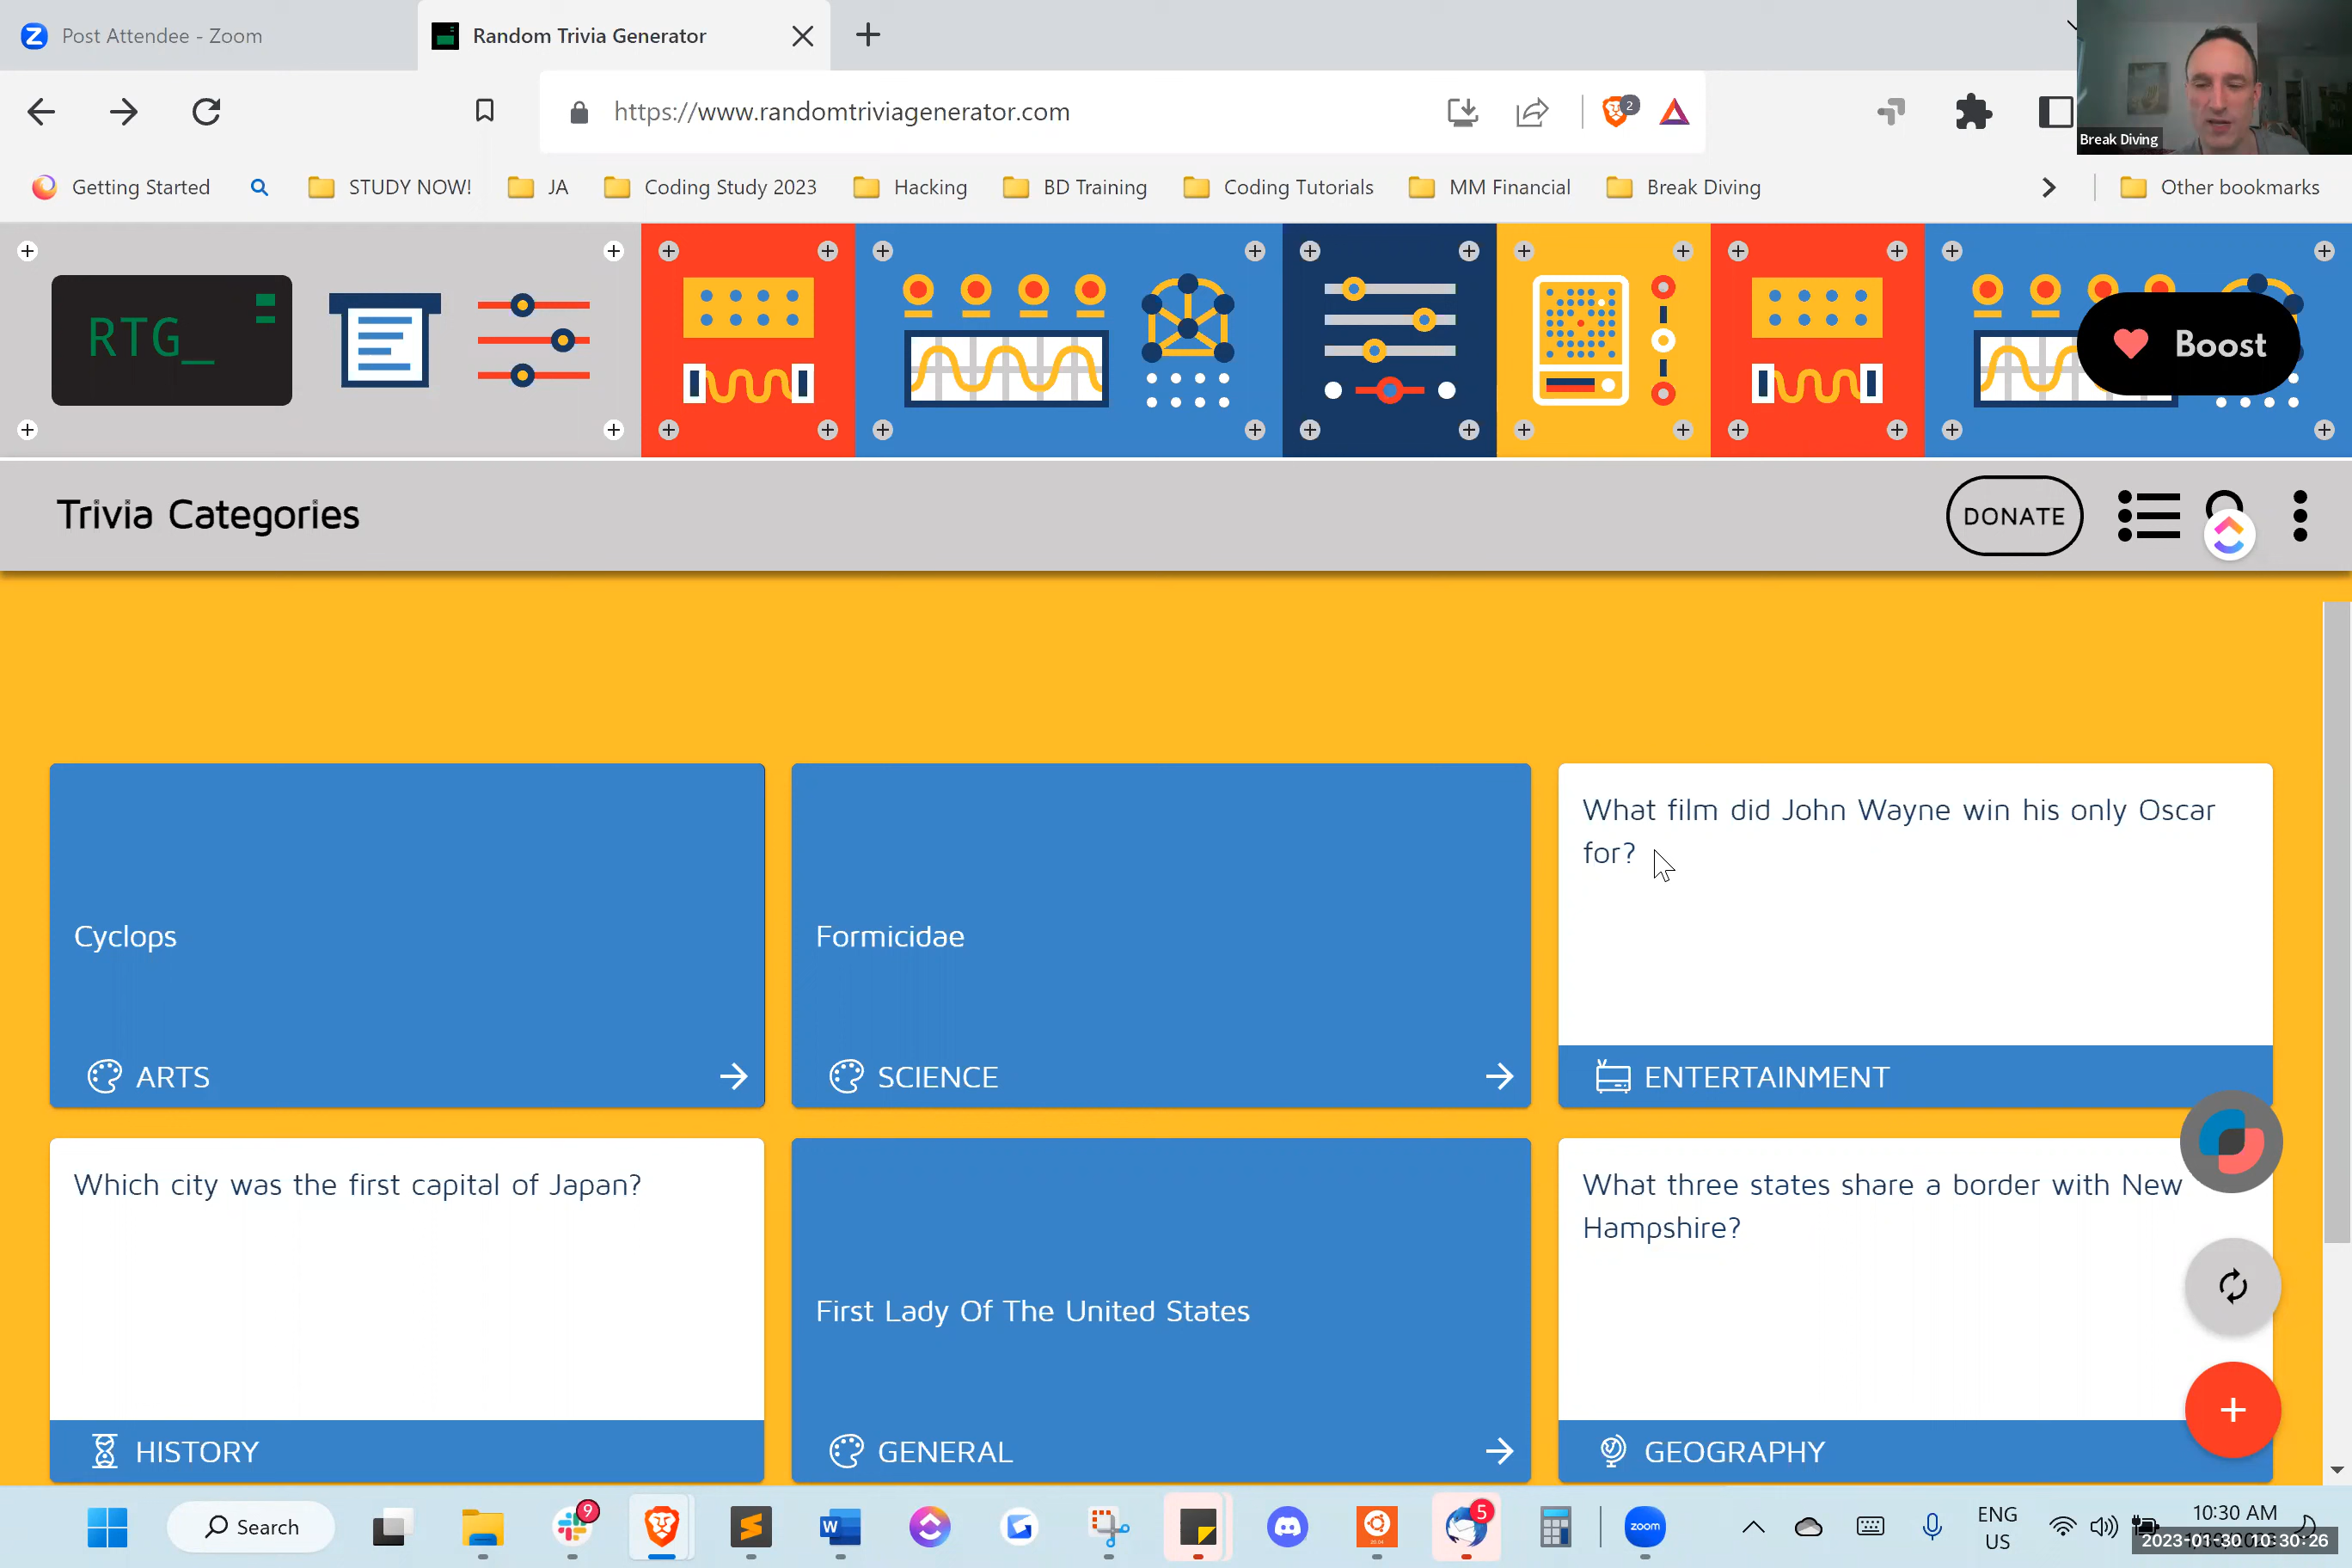 Post Attendee - Zoom
Random Trivia Generator
https://www.randomtriviagenerator.com
2
Break Diving
Getting Started
STUDY NOW!
JA
Coding Study 2023
Hacking
BD Training
Coding Tutorials
MM Financial
Break Diving
Other bookmarks
RTG_
Boost
Trivia Categories
DONATE
Cyclops
ARTS
Formicidae
SCIENCE
What film did John Wayne win his only Oscar
for?
ENTERTAINMENT
Which city was the first capital of Japan?
HISTORY
First Lady Of The United States
GENERAL
What three states share a border with New
Hampshire?
GEOGRAPHY
Search
9
W
5
zoom
ENG
US
10:30 AM
2023-01-30 10:30:26